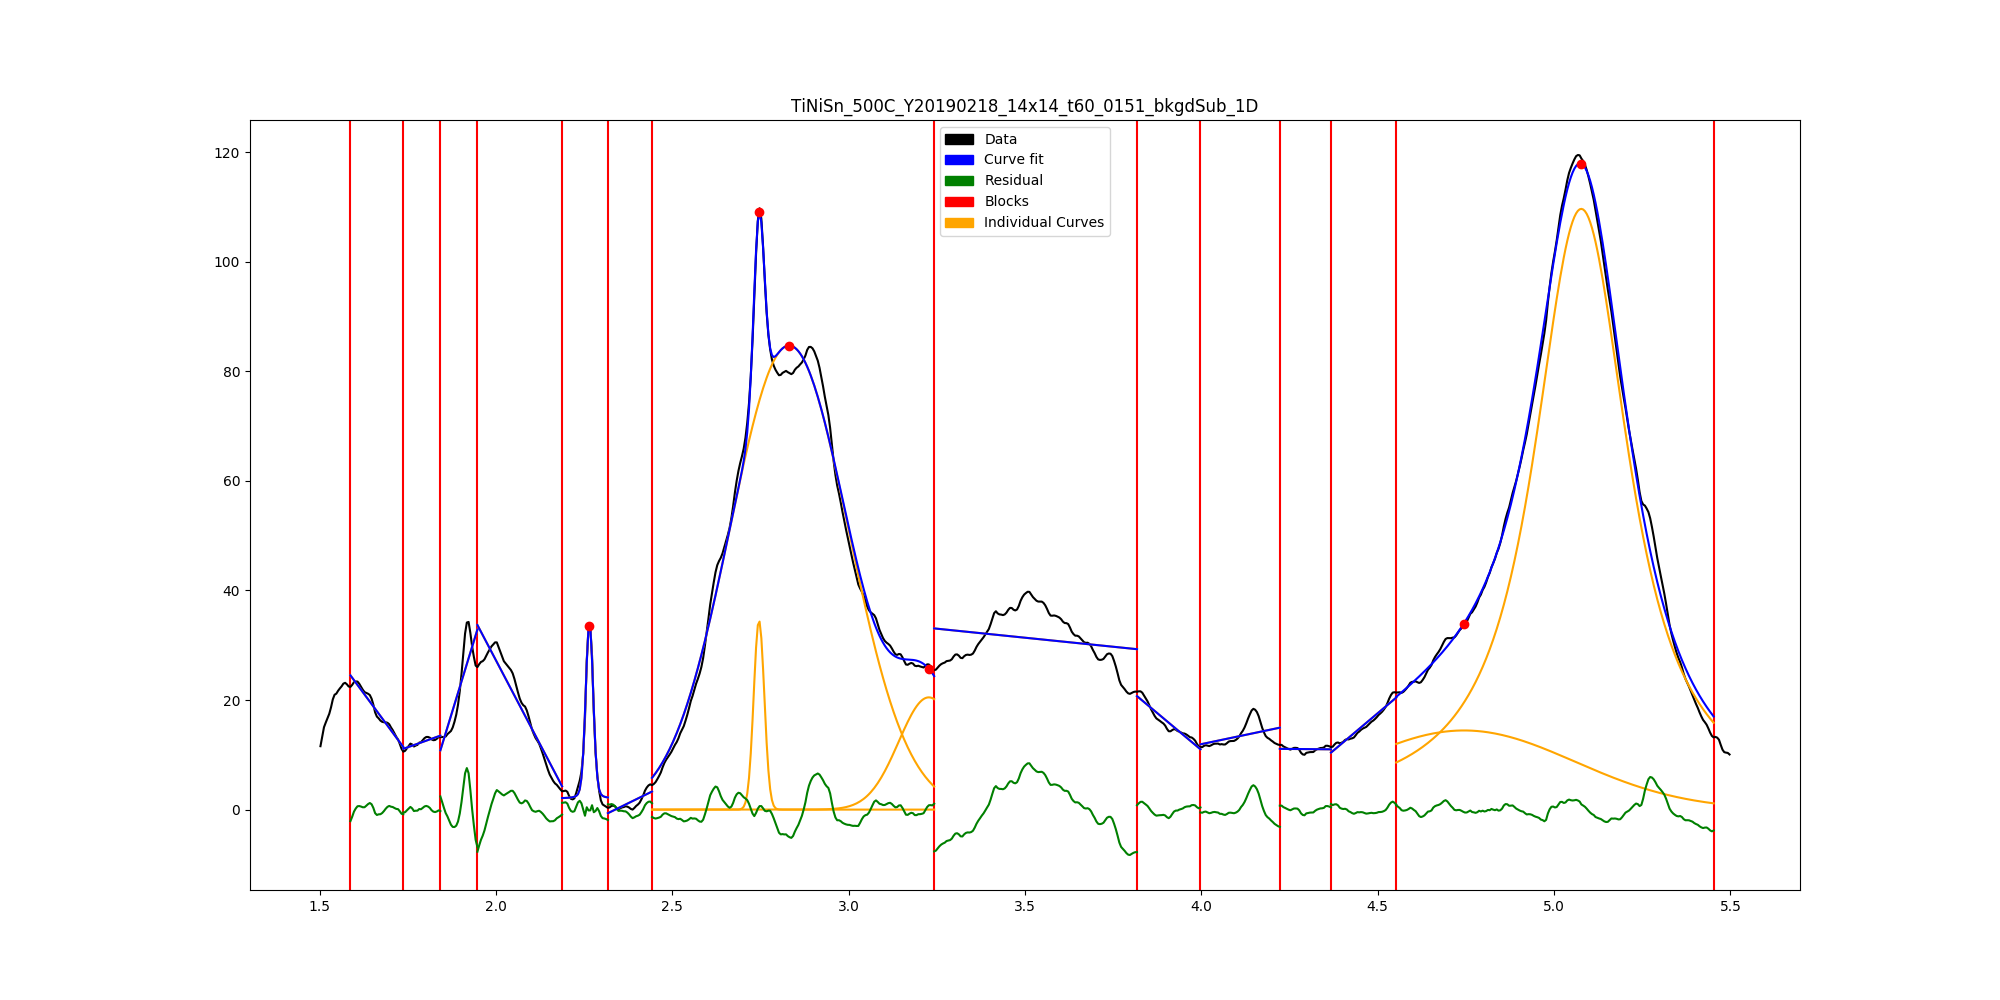 TiNiSn_500C_Y20190218_14x14_t60_0151_bkgdSub_1D
Data
Curve fit
Residual
Blocks
Individual Curves
120
100
80
60
40
20
0
1.5 2.0 2.5 3.0 3.5 4.0 4.5 5.0 5.5